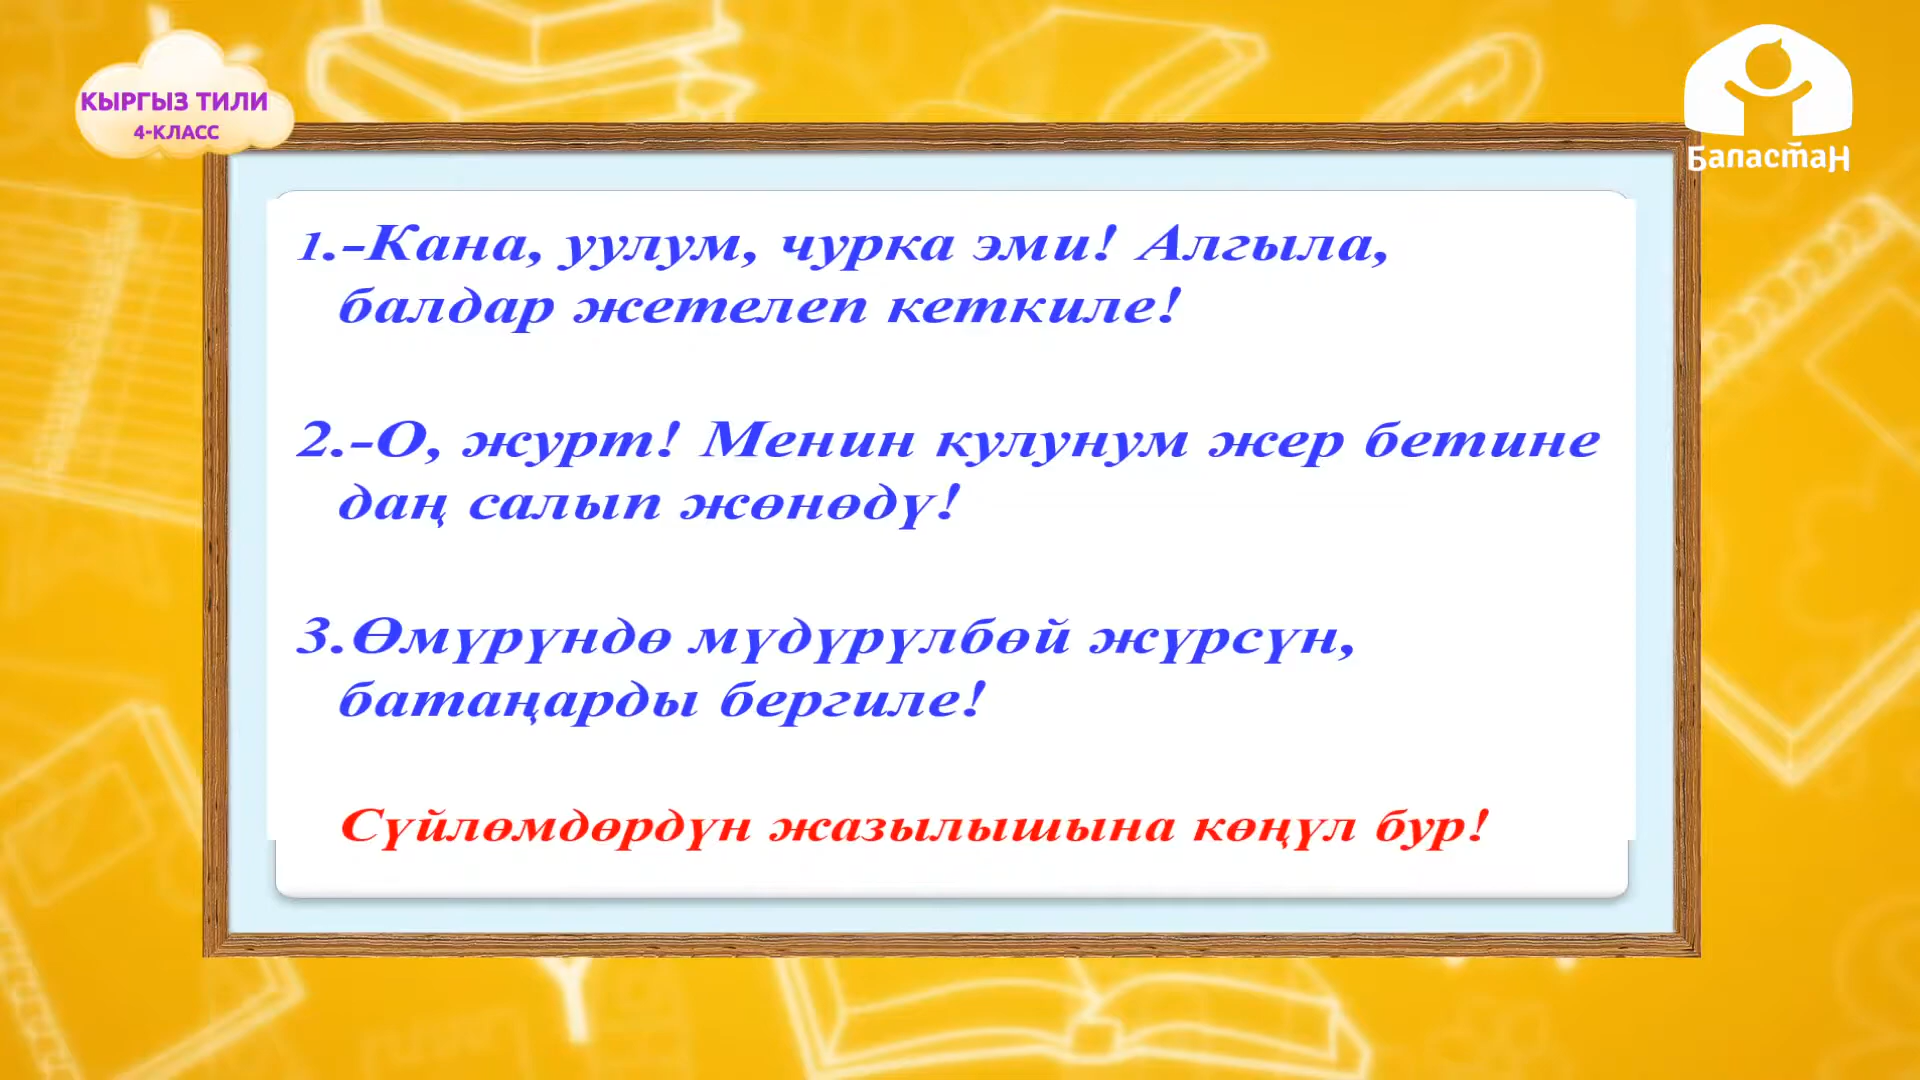 КЫРГЫЗ ТИЛИ
4-КЛАСС
Баластан
1.-Кана, уулум, чурка эми! Алгыла,
балдар жетелеп кеткиле!
2.-О, журт! Менин кулунум жер бетине
даң салып жөнөдү!
3.Өмүрүндө мүдүрүлбөй жүрсүн,
батаңарды бергиле!
Сүйлөмдөрдүн жазылышына көңүл бур!